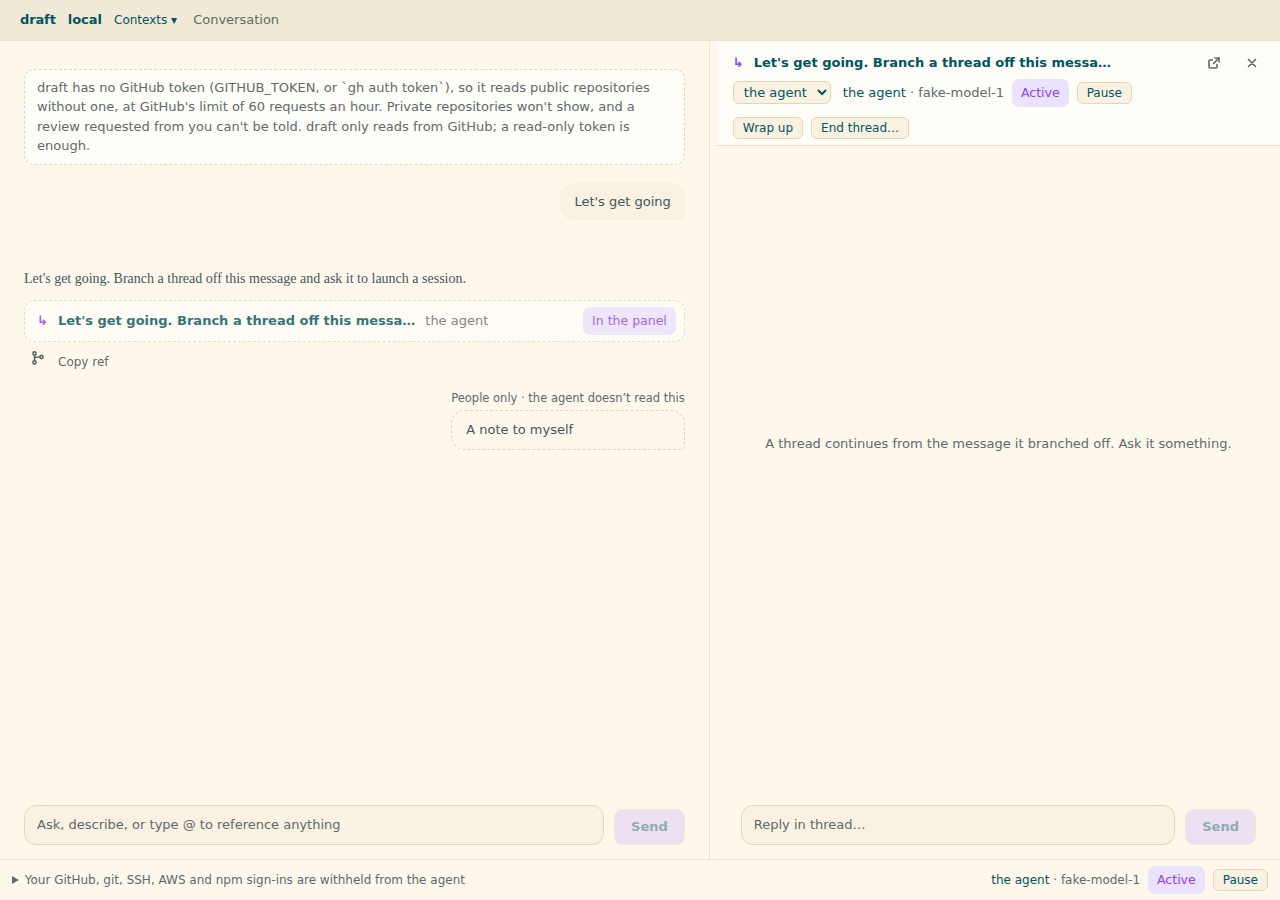 draft local Contexts ▾ Conversation
draft has no GitHub token (GITHUB_TOKEN, or `gh auth token`), so it reads public repositories
without one, at GitHub's limit of 60 requests an hour. Private repositories won't show, and a
review requested from you can't be told. draft only reads from GitHub; a read-only token is
enough.
Let's get going
Let's get going. Branch a thread off this message and ask it to launch a session.
↳ Let's get going. Branch a thread off this messa… the agent In the panel
Copy ref
People only · the agent doesn’t read this
A note to myself
Ask, describe, or type @ to reference anything Send
↳ Let's get going. Branch a thread off this messa…
the agent the agent · fake-model-1 Active Pause
Wrap up End thread…
A thread continues from the message it branched off. Ask it something.
Reply in thread… Send
▶ Your GitHub, git, SSH, AWS and npm sign-ins are withheld from the agent
the agent · fake-model-1 Active Pause